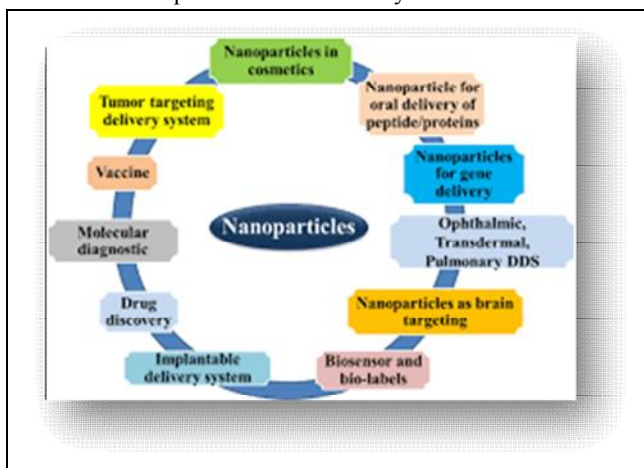 Nanoparticles in
cosmetics
Nanoparticle for
oral delivery of
peptide/proteins
Nanoparticles
for gene
delivery
Ophthalmic,
Transdermal,
Pulmonary DDS
Nanoparticles as brain
targeting
Biosensor and
bio-labels
Implantable
delivery system
Drug
discovery
Molecular
diagnostic
Vaccine
Tumor targeting
delivery system
Nanoparticles